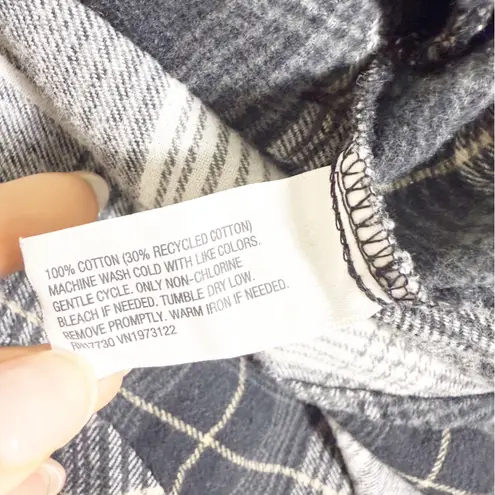 100% COTTON (30% RECYCLED COTTON)
MACHINE WASH COLD WITH LIKE COLORS.
GENTLE CYCLE. ONLY NON-CHLORINE
BLEACH IF NEEDED. TUMBLE DRY LOW.
REMOVE PROMPTLY. WARM IRON IF NEEDED.
VN1973122